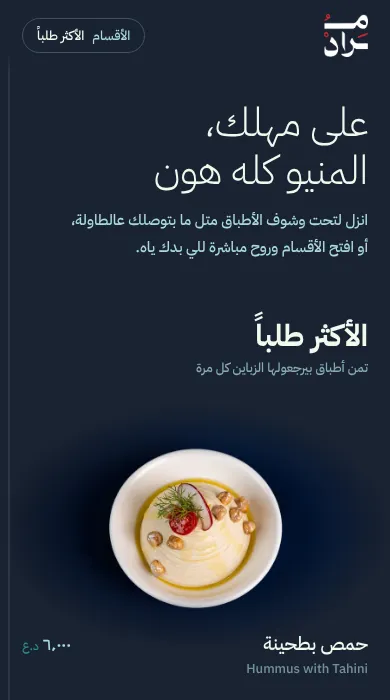 مـــراد
الأقسام الأكثر طلباً
على مهلك،
المنيو كله هون
انزل لتحت وشوف الأطباق متل ما بتوصلك عالطاولة،
أو افتح الأقسام وروح مباشرة للي بدك ياه.
الأكثر طلباً
تمن أطباق بيرجعولها الزباين كل مرة
حمص بطحينة
٦,٠٠٠ د.ع
Hummus with Tahini